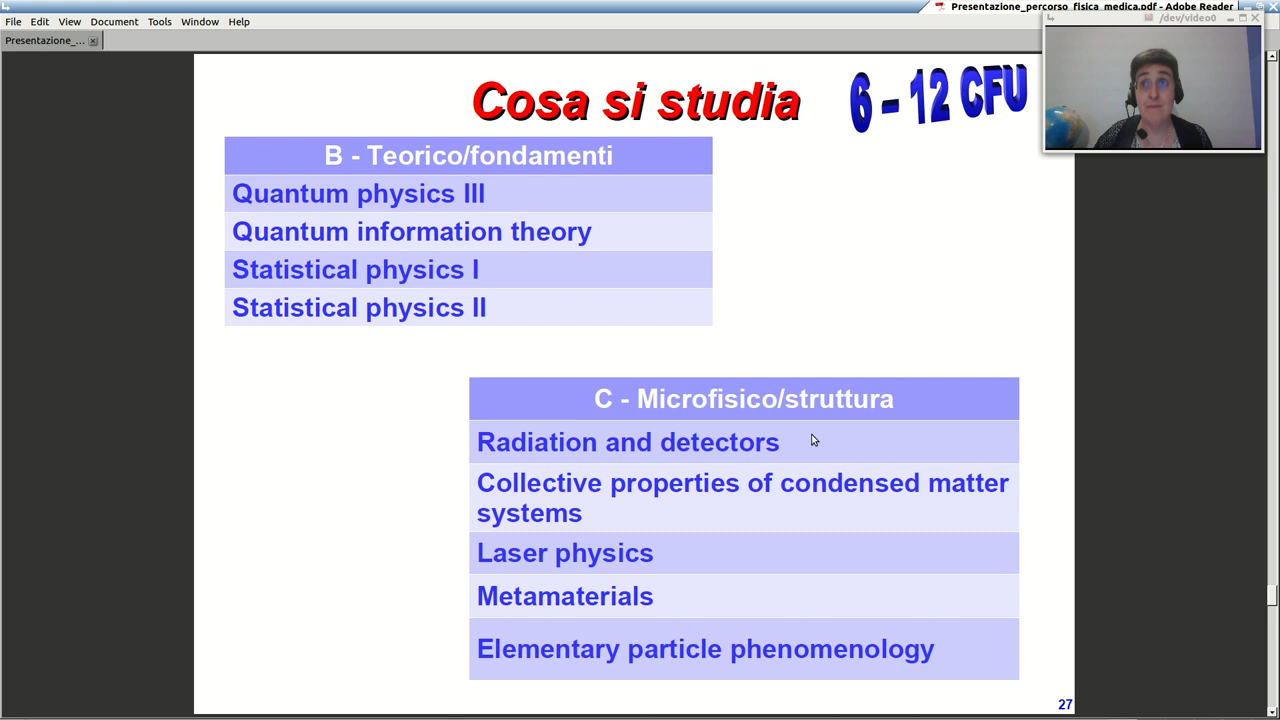 Presentazione_percorso_fisica_medica.pdf - Adobe Reader
File Edit View Document Tools Window Help
/dev/video0
Presentazione_...
Cosa si studia
6 – 12 CFU
B - Teorico/fondamenti
Quantum physics III
Quantum information theory
Statistical physics I
Statistical physics II
C - Microfisico/struttura
Radiation and detectors
Collective properties of condensed matter
systems
Laser physics
Metamaterials
Elementary particle phenomenology
27